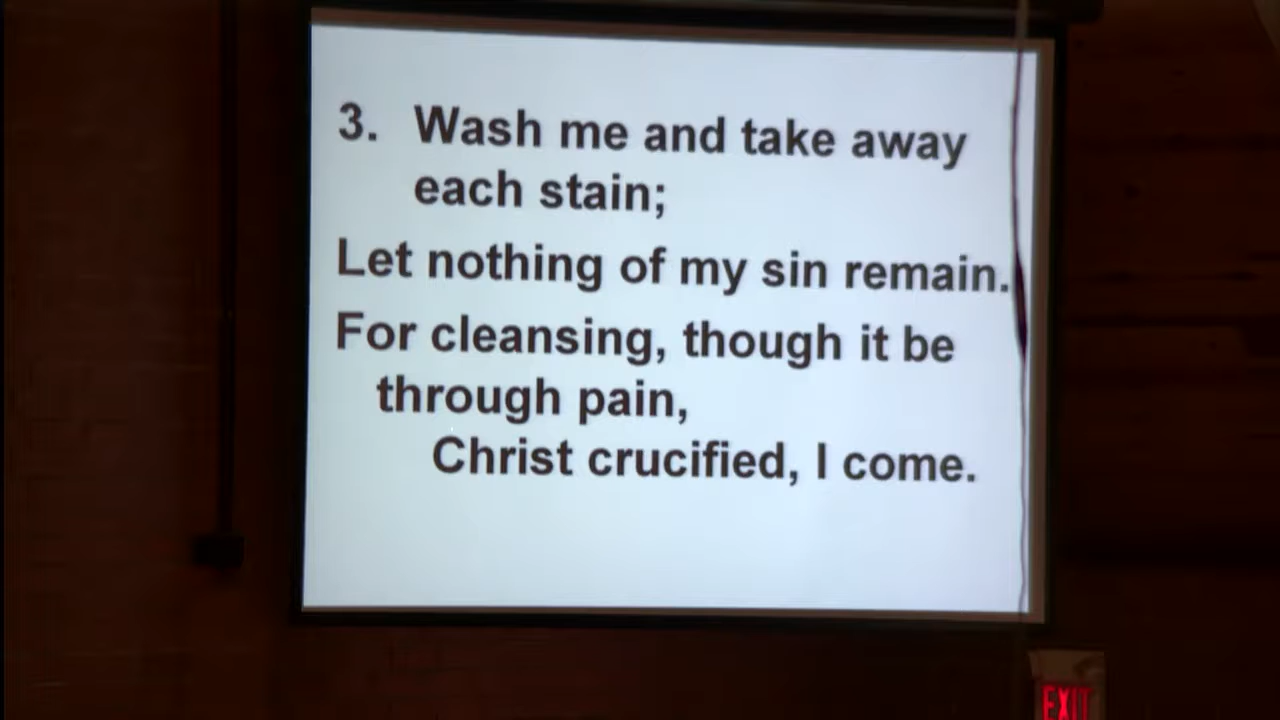 3. Wash me and take away
each stain;
Let nothing of my sin remain.
For cleansing, though it be
through pain,
Christ crucified, I come.
EXIT